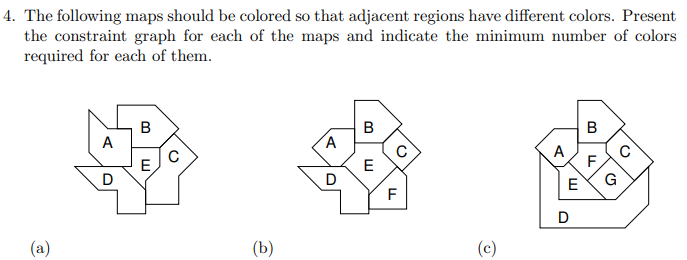 4. The following maps should be colored so that adjacent regions have different colors. Present
the constraint graph for each of the maps and indicate the minimum number of colors
required for each of them.
B
A
E
C
D
B
A
C
E
D
F
B
A
C
F
E
G
D
(a)
(b)
(c)